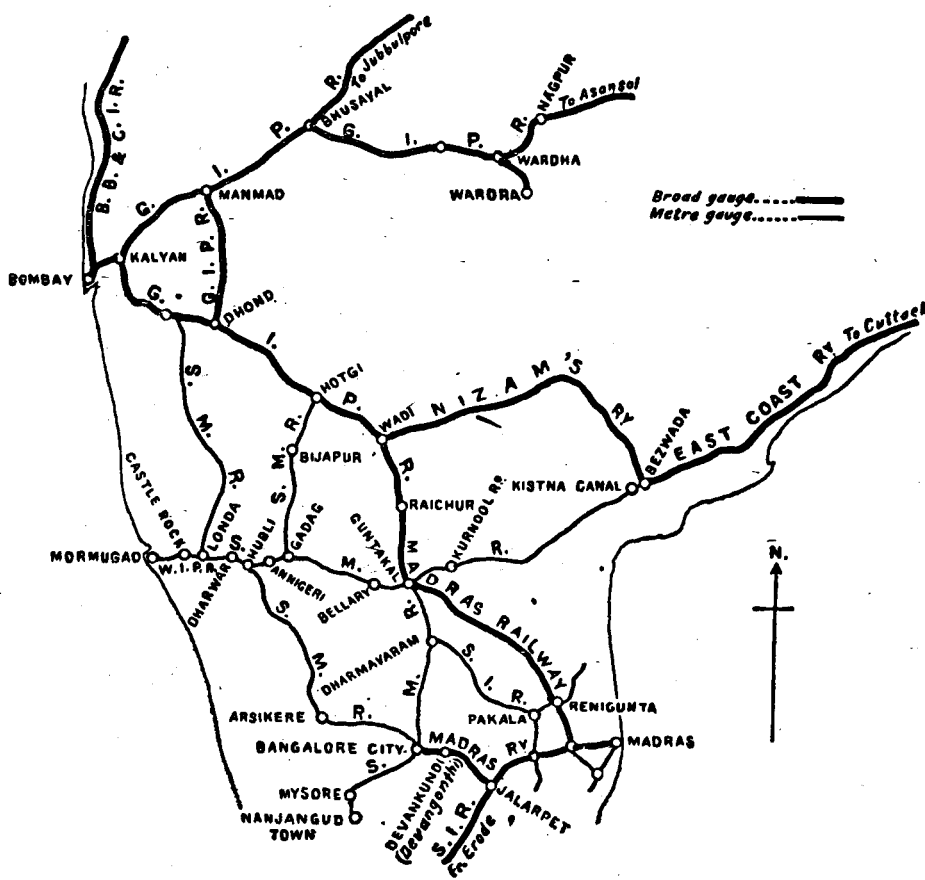 To Jubbulpore
B. B. & C. I. R.
G. I. P. R.
BHUSAVAL
G. I. P. R.
NAGPUR
To Asansol
WARDHA
WARORA
MANMAD
Broad gauge
Metre gauge
KALYAN
BOMBAY
G. I. P. R.
DHOND
G. I. P. R.
To Cuttack
EAST COAST RY
HOTGI
NIZAM'S RY
WADI
BEZWADA
S. M. R.
S. M. R.
BIJAPUR
KISTNA CANAL
RAICHUR
KURNOOL RD.
CASTLE ROCK
LONDA
HUBLI
GADAG
GUNTAKAL
MORMUGAO
W. I. P. R.
DHARWAR
ANNIGERI
BELLARY
S. M. R.
MADRAS RAILWAY
N.
S. M. R.
DHARMAVARAM
S. I. R.
M. R.
RENIGUNTA
PAKALA
ARSIKERE
BANGALORE CITY
MADRAS RY
MADRAS
S.
MYSORE
NANJANGUD
TOWN
DEVANKUNDI
(Devangonthi)
JALARPET
S. I. R.
Fr. Erode